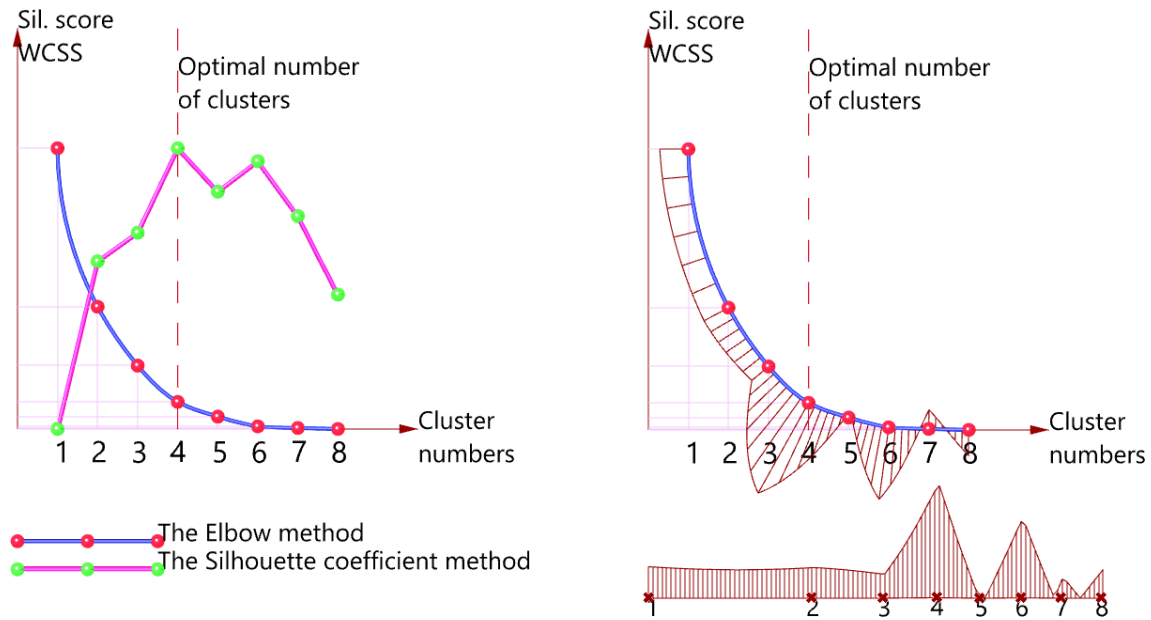 Sil. score
WCSS
Optimal number
of clusters
Cluster
numbers
1 2 3 4 5 6 7 8
The Elbow method
The Silhouette coefficient method
Sil. score
WCSS
Optimal number
of clusters
Cluster
numbers
1 2 3 4 5 6 7 8
1 2 3 4 5 6 7 8